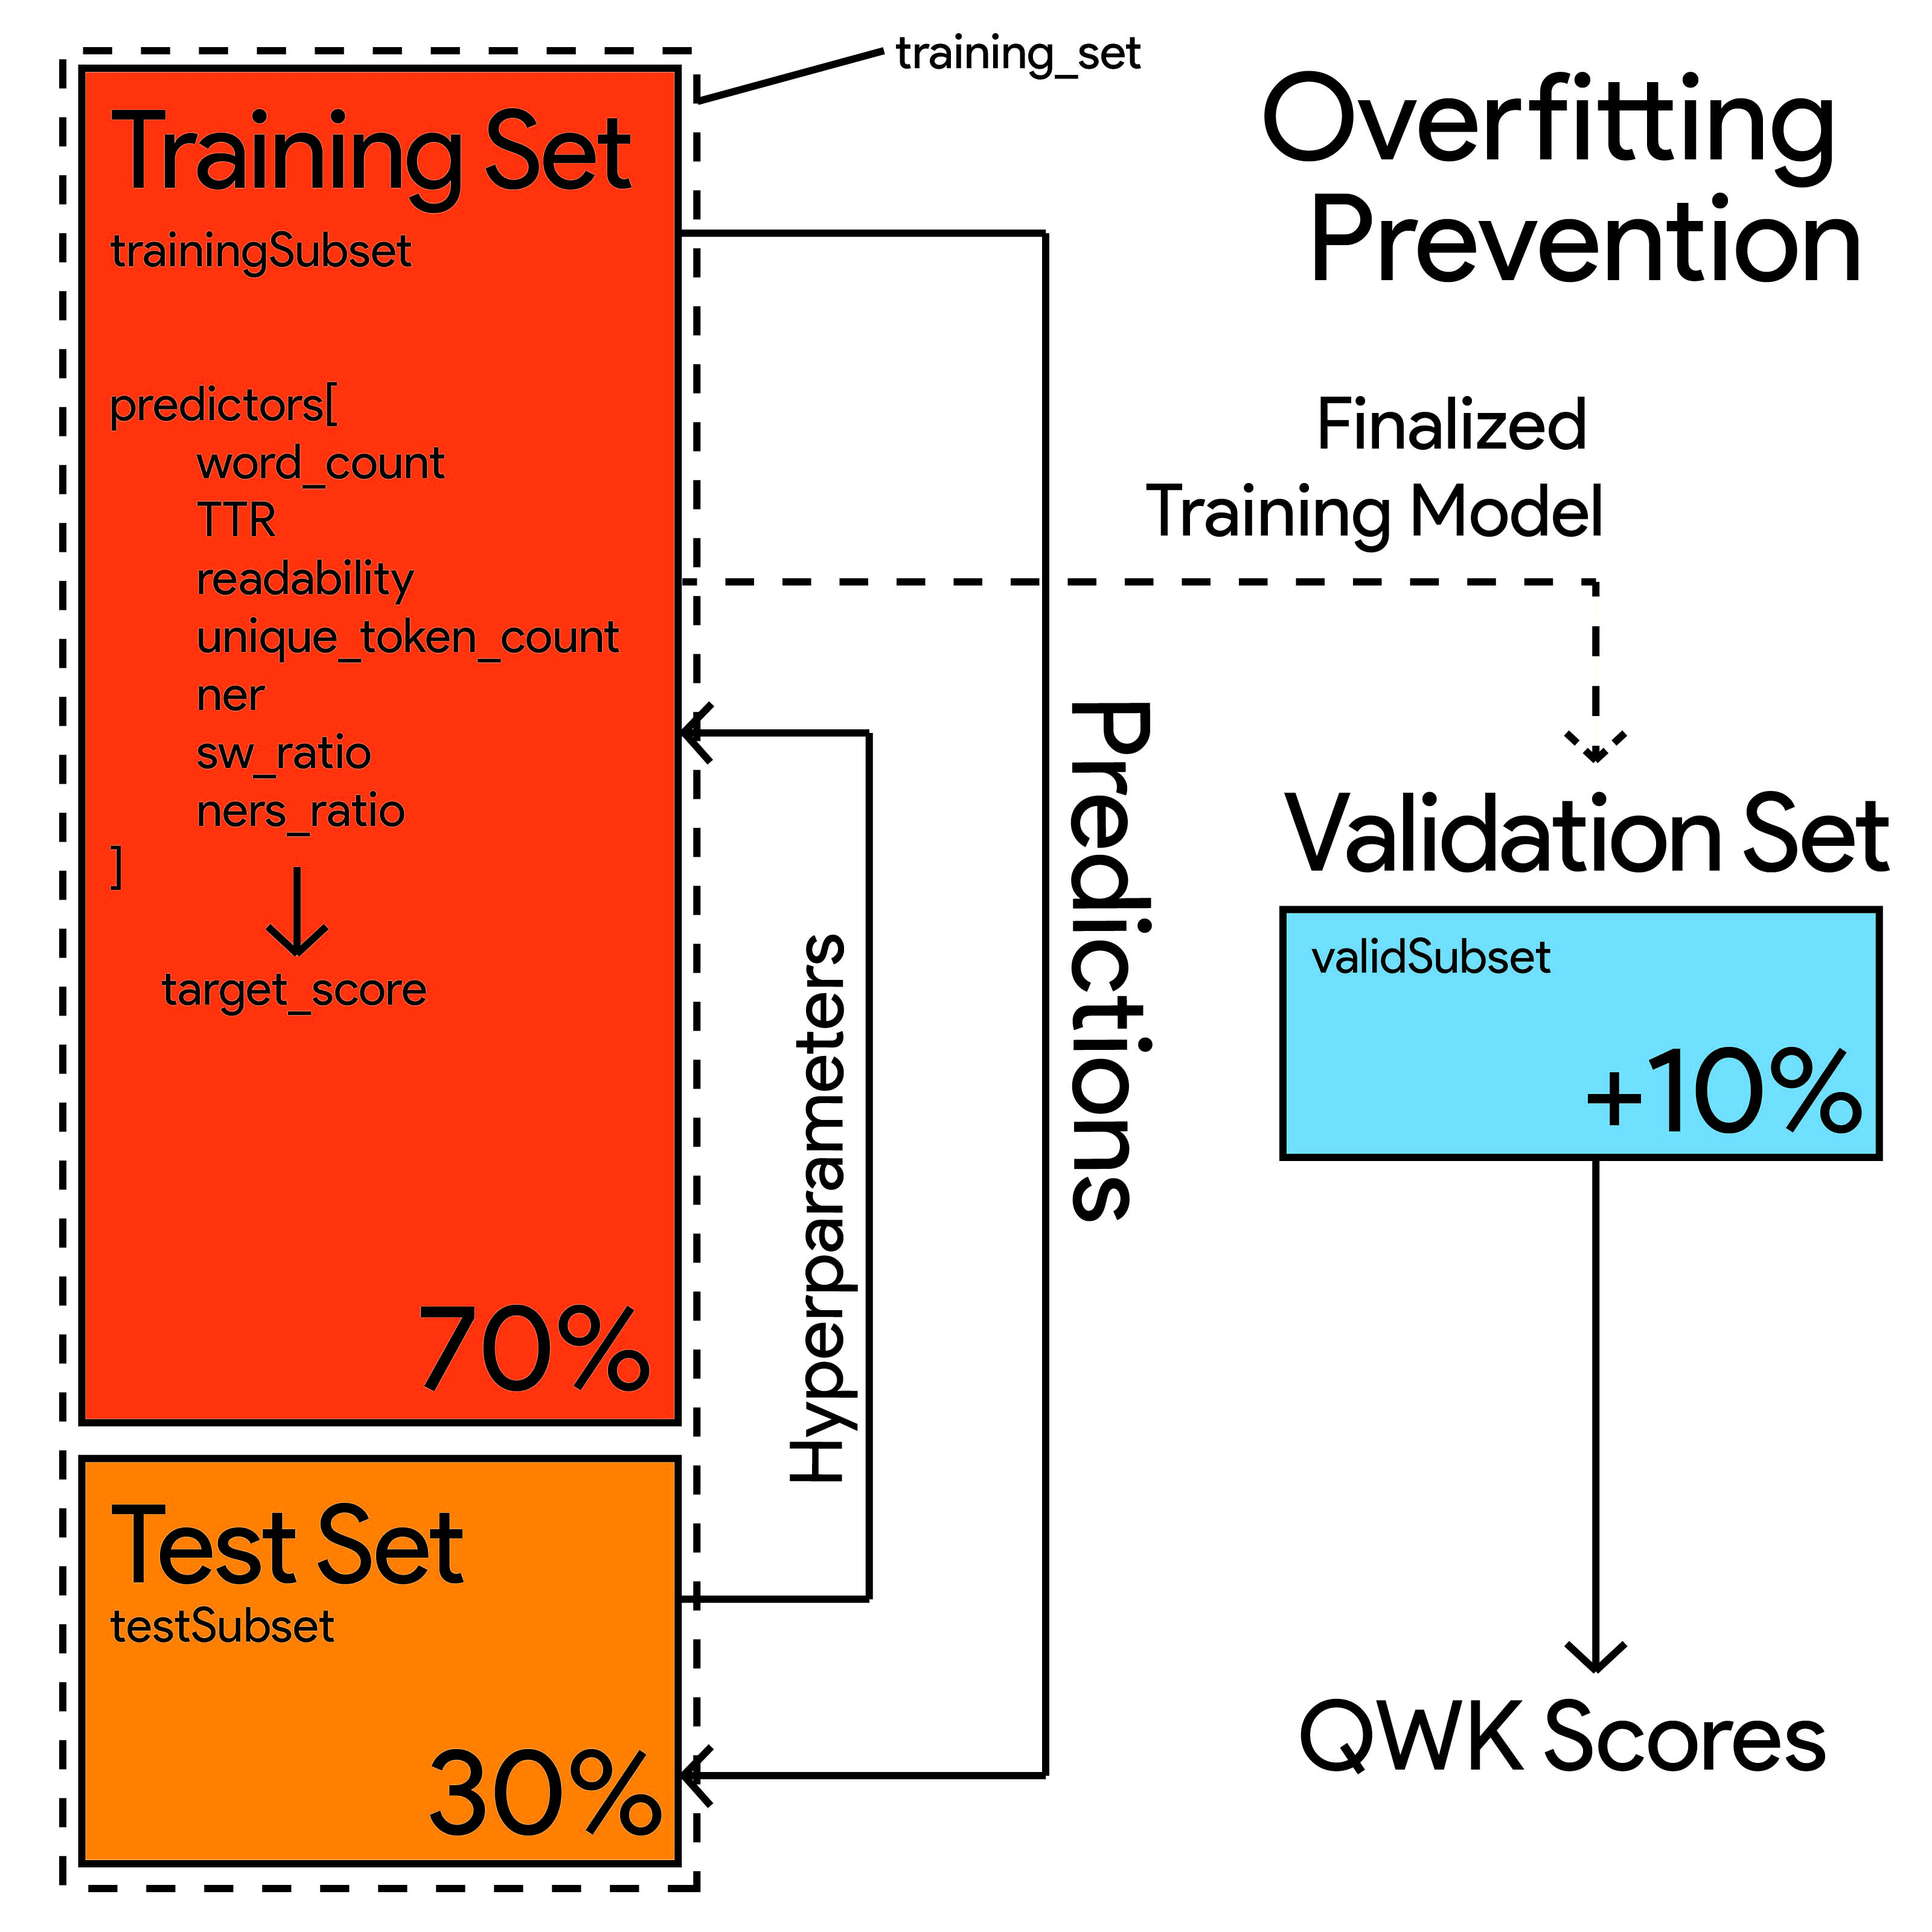 training_set
Overfitting
Prevention
Training Set
trainingSubset
predictors[
word_count
TTR
readability
unique_token_count
ner
sw_ratio
ners_ratio
]
target_score
70%
Test Set
testSubset
30%
Hyperparameters
Predictions
Finalized
Training Model
Validation Set
validSubset
+10%
QWK Scores